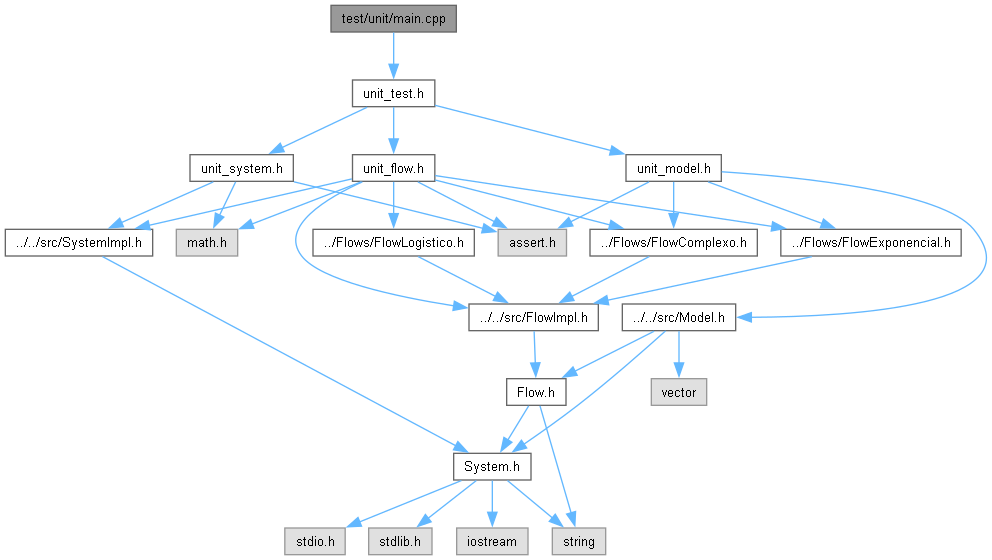 test/unit/main.cpp
unit_test.h
unit_system.h
unit_flow.h
unit_model.h
../../src/SystemImpl.h
math.h
../Flows/FlowLogistico.h
assert.h
../Flows/FlowComplexo.h
../Flows/FlowExponencial.h
../../src/FlowImpl.h
../../src/Model.h
Flow.h
vector
System.h
stdio.h
stdlib.h
iostream
string